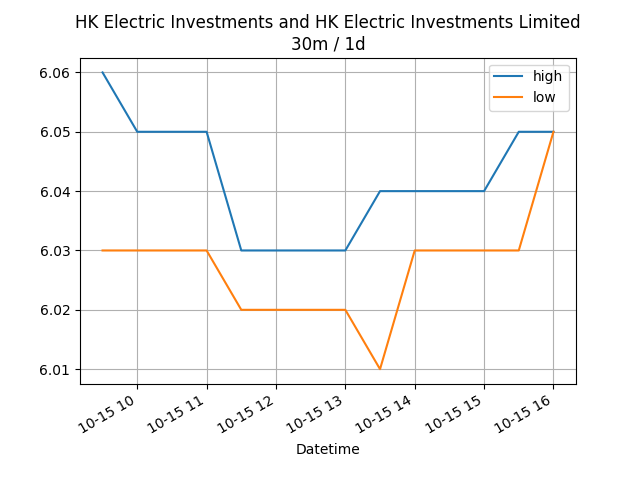 HK Electric Investments and HK Electric Investments Limited
30m / 1d
high
low
6.06
6.05
6.04
6.03
6.02
6.01
10-15 10
10-15 11
10-15 12
10-15 13
10-15 14
10-15 15
10-15 16
Datetime